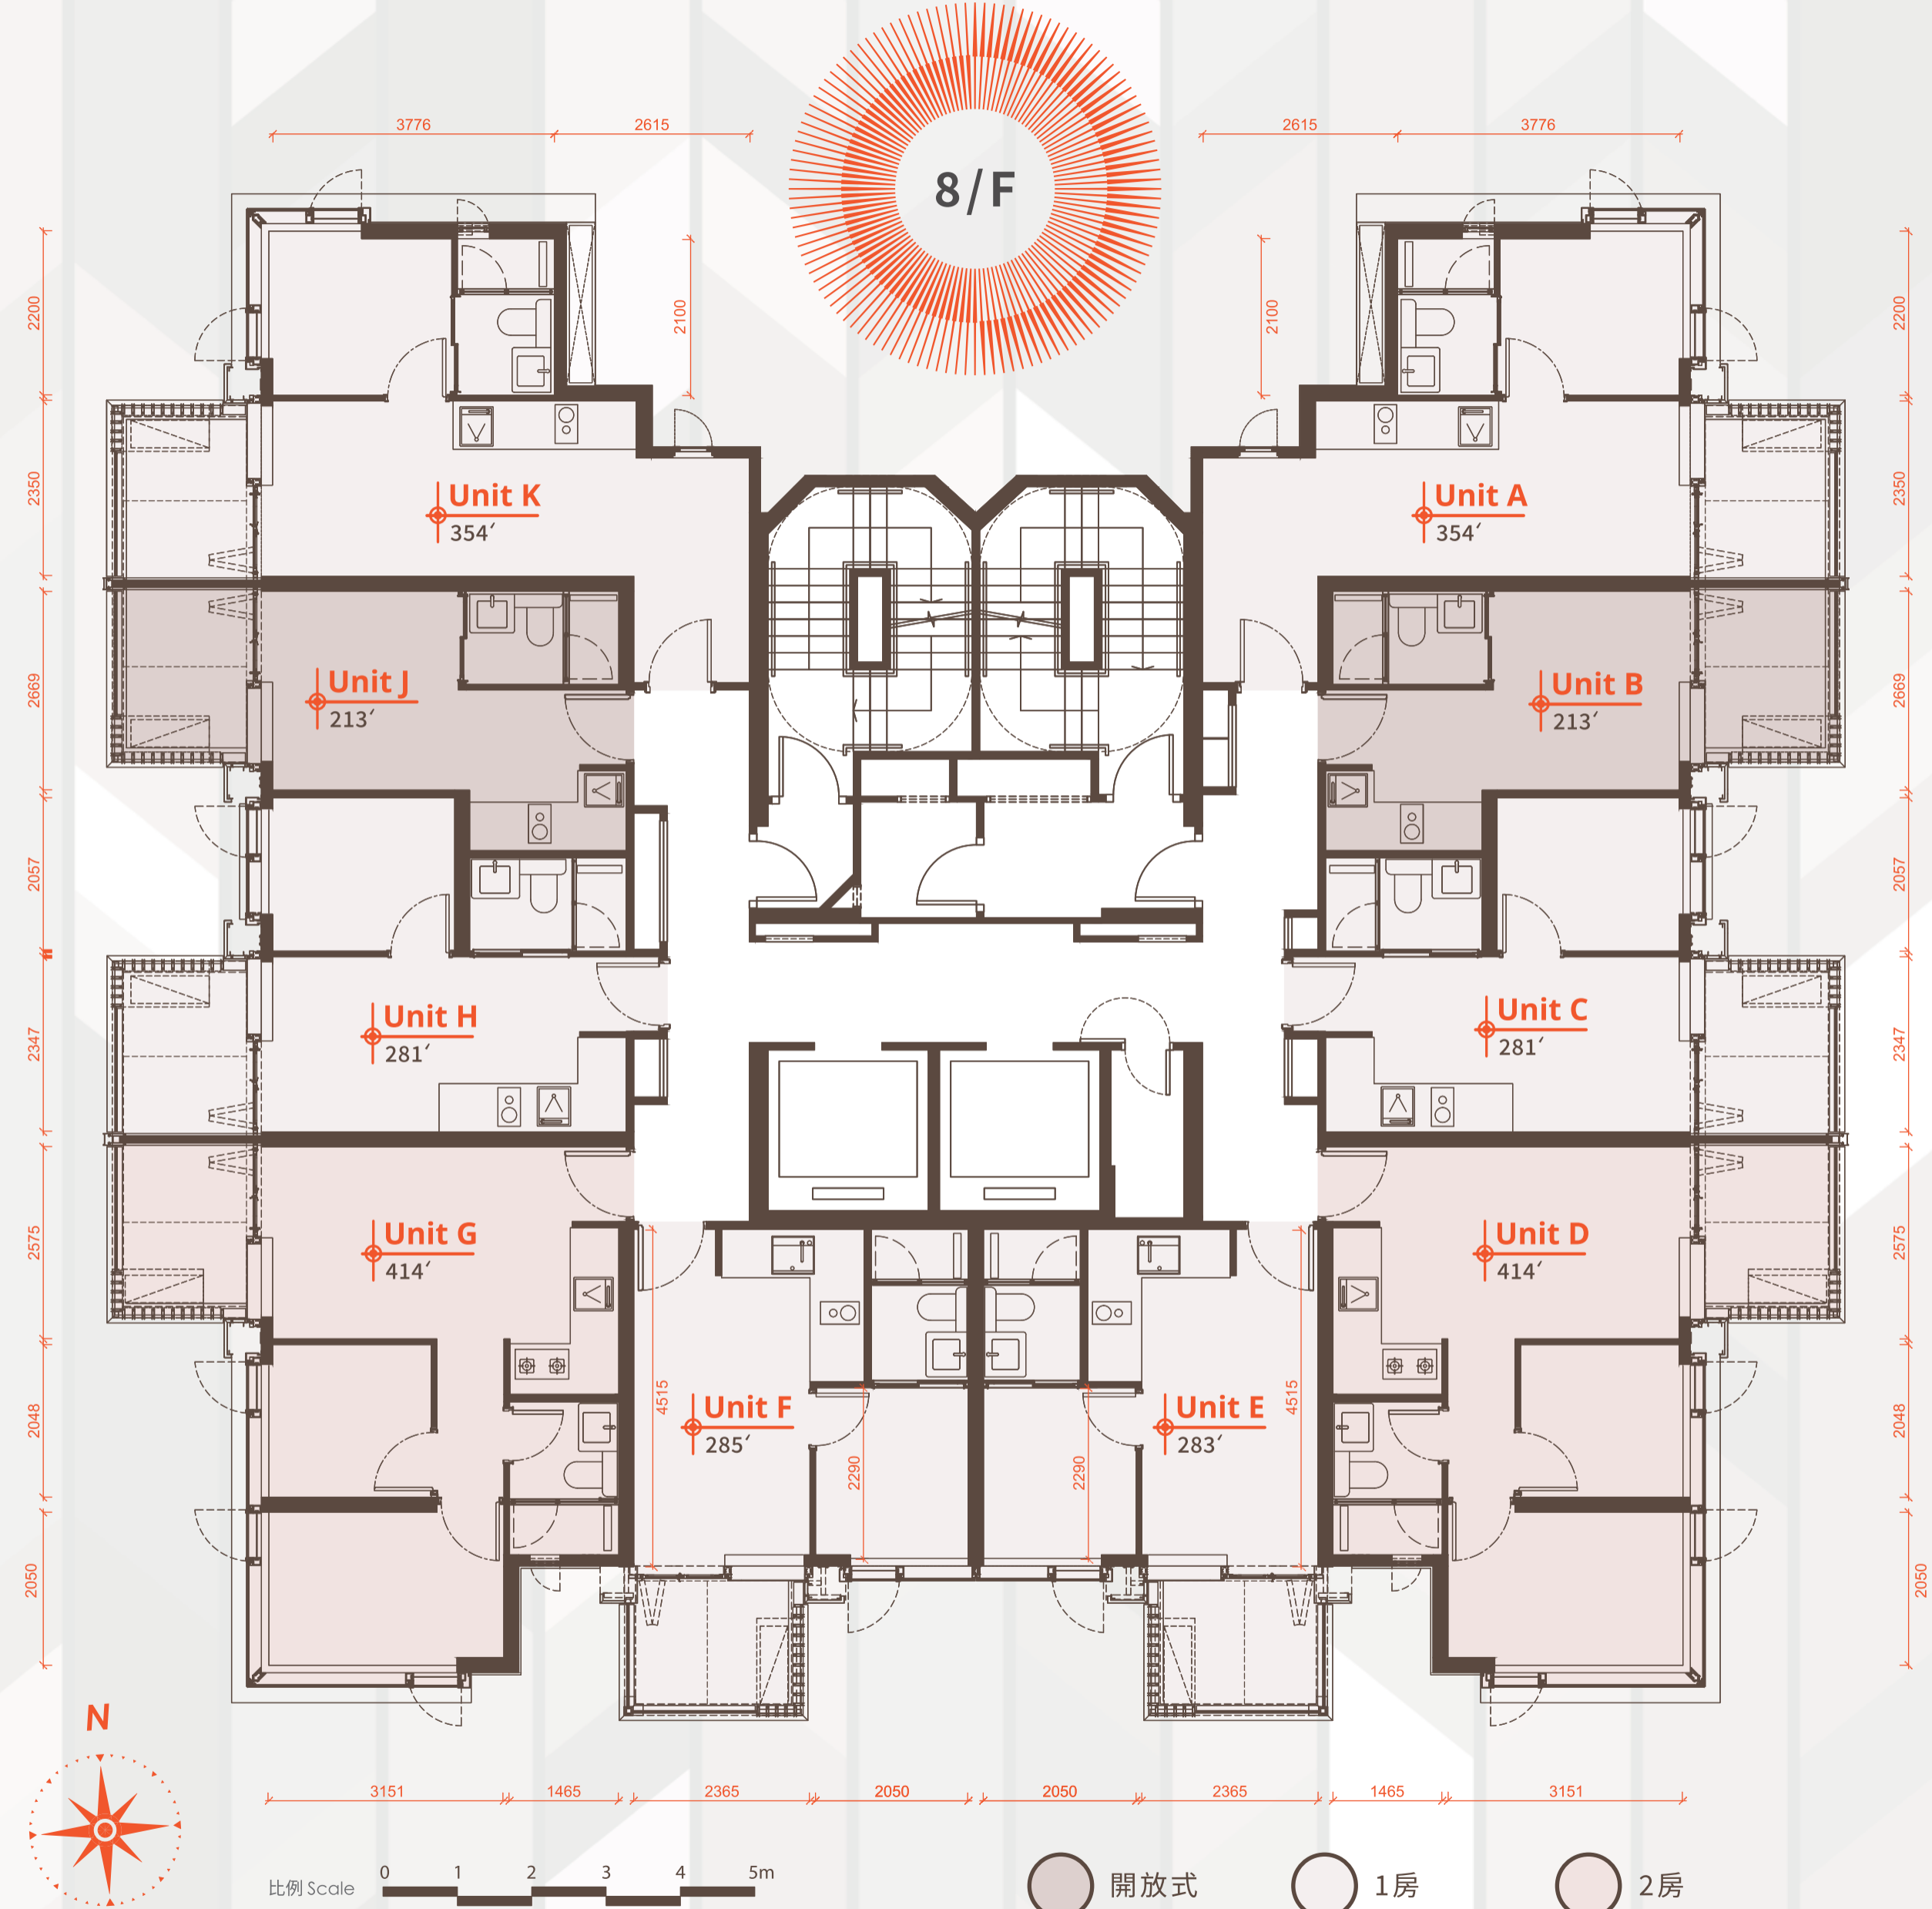 8/F
3776
2615
2615
3776
2200
2100
2100
2200
2350
Unit K
354′
Unit A
354′
2350
2669
Unit J
213′
Unit B
213′
2669
2057
2057
2347
Unit H
281′
Unit C
281′
2347
2575
Unit G
414′
Unit D
414′
2575
2048
4515
Unit F
285′
2290
2290
Unit E
283′
4515
2048
2050
2050
N
3151
1465
2365
2050
2050
2365
1465
3151
比例 Scale
0 1 2 3 4 5m
開放式
1房
2房